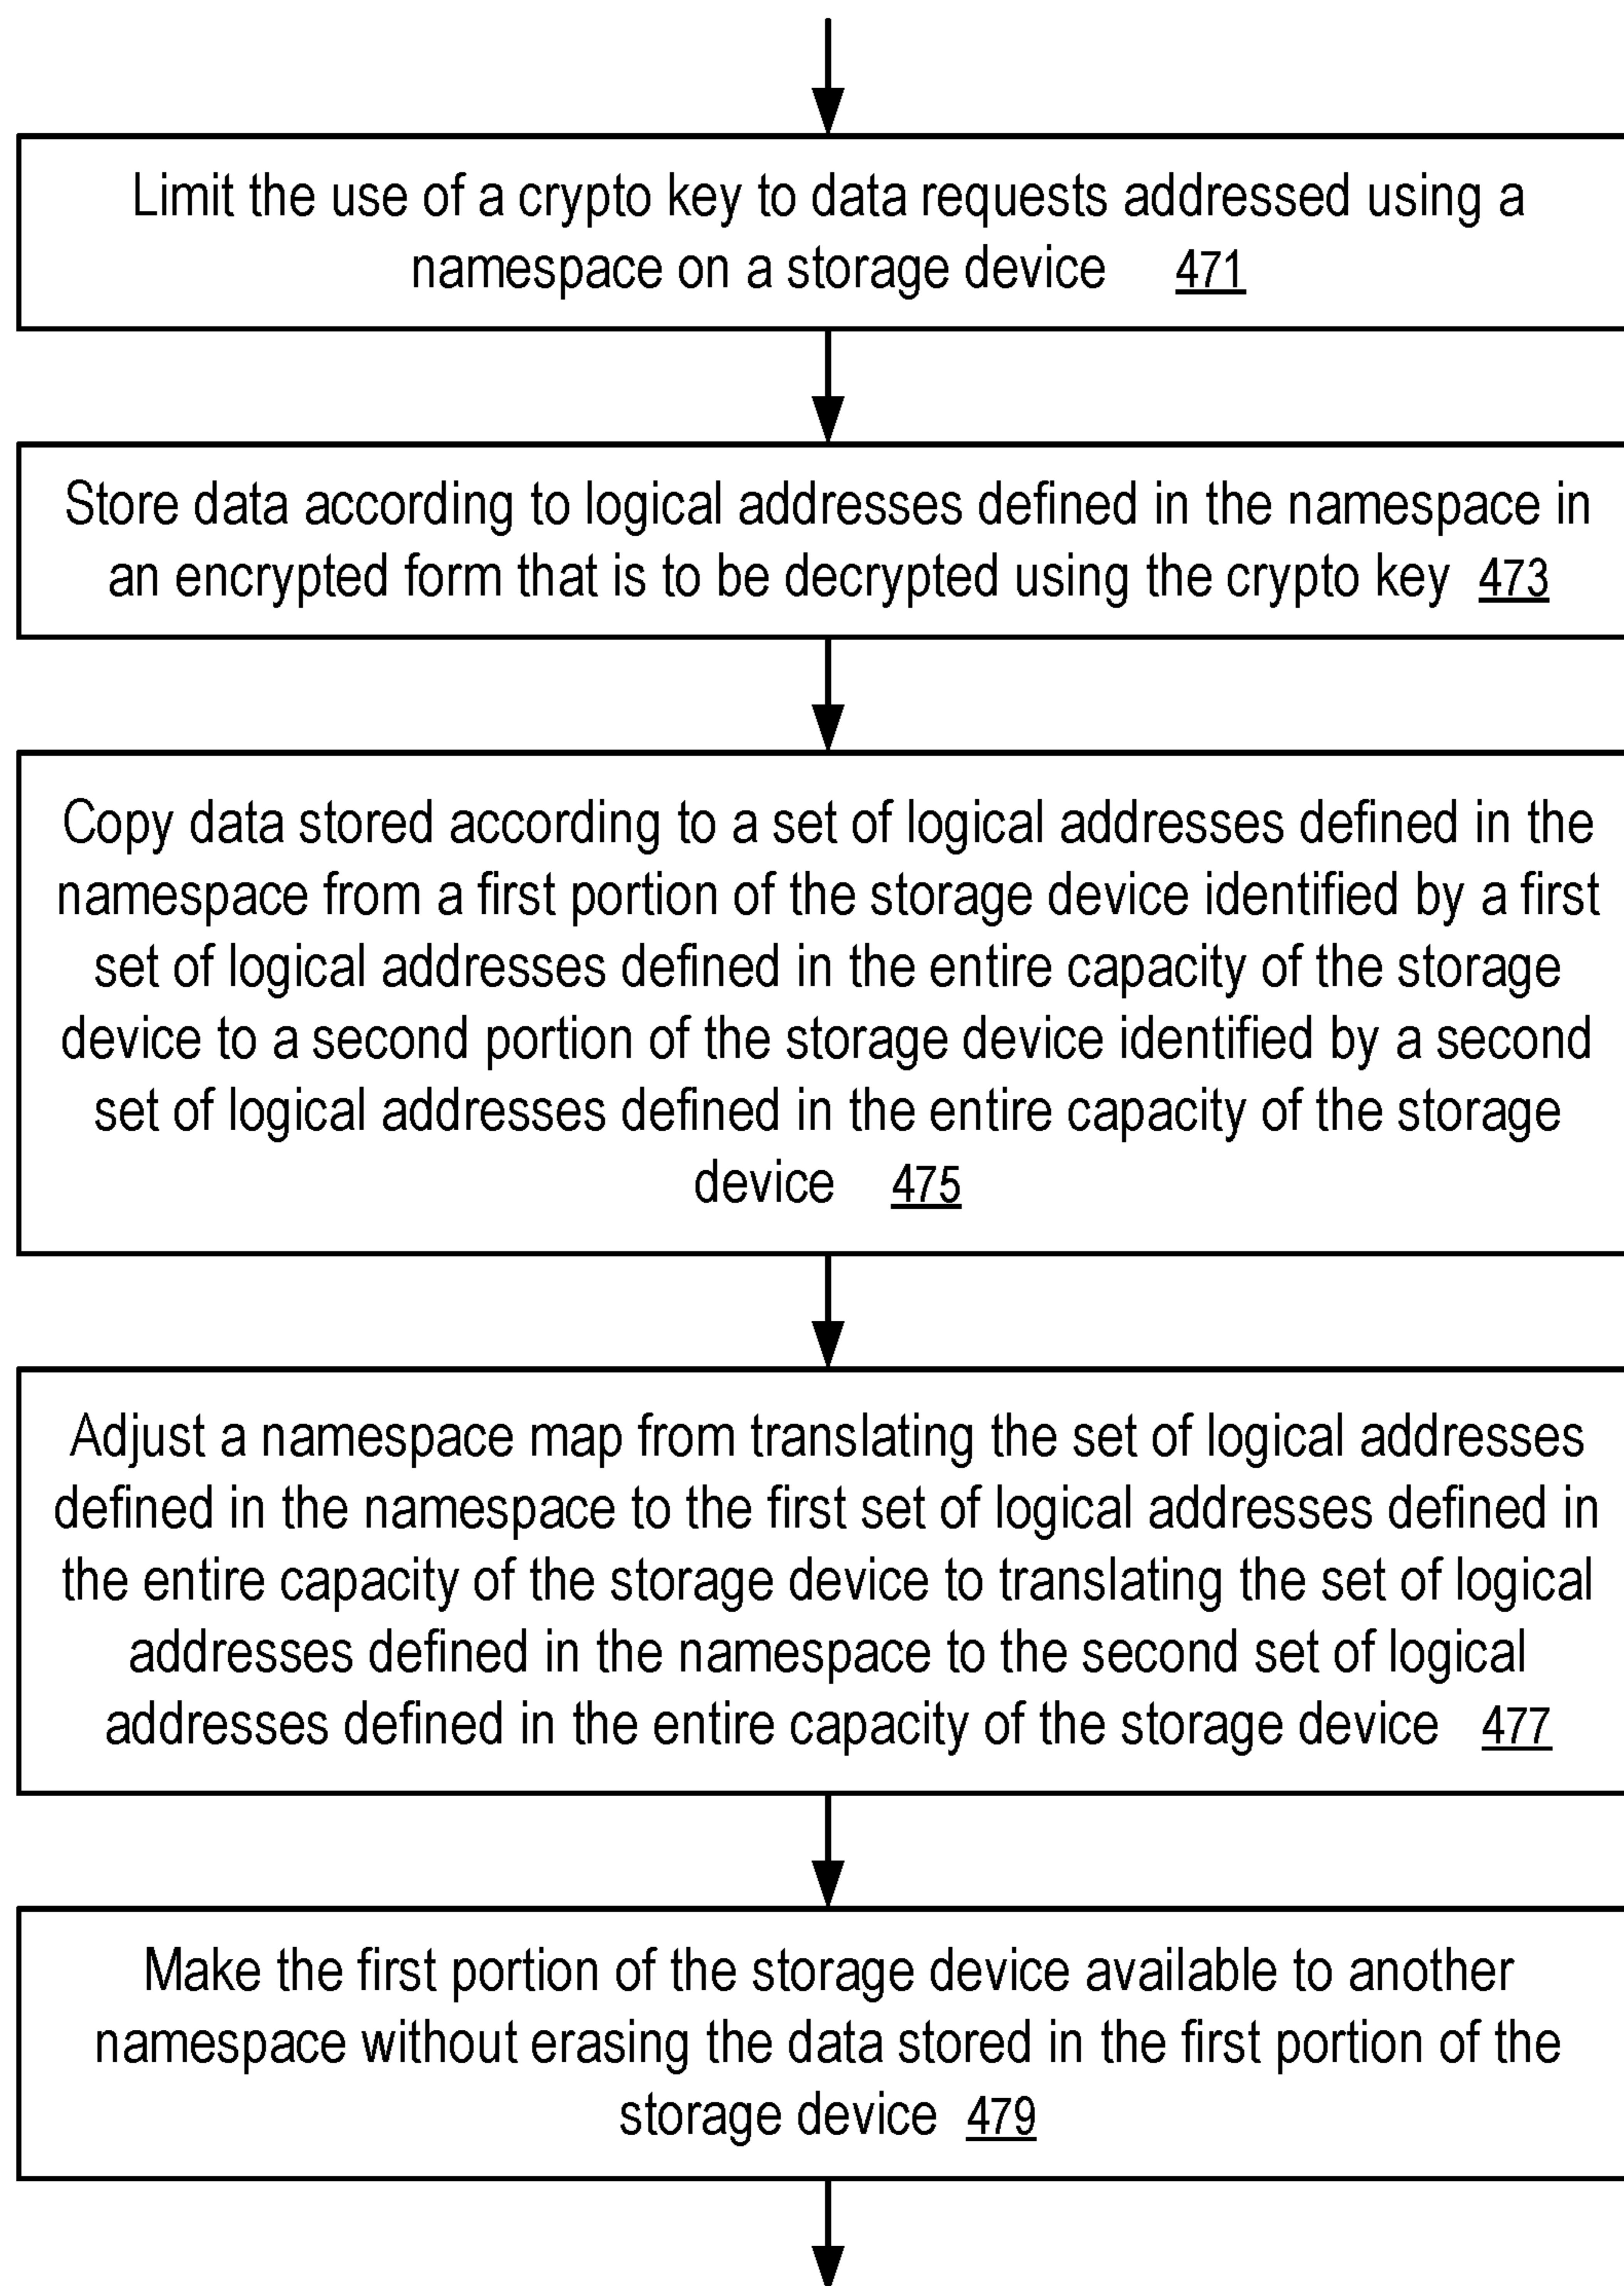 Limit the use of a crypto key to data requests addressed using a
namespace on a storage device 471
Store data according to logical addresses defined in the namespace in
an encrypted form that is to be decrypted using the crypto key 473
Copy data stored according to a set of logical addresses defined in the
namespace from a first portion of the storage device identified by a first
set of logical addresses defined in the entire capacity of the storage
device to a second portion of the storage device identified by a second
set of logical addresses defined in the entire capacity of the storage
device 475
Adjust a namespace map from translating the set of logical addresses
defined in the namespace to the first set of logical addresses defined in
the entire capacity of the storage device to translating the set of logical
addresses defined in the namespace to the second set of logical
addresses defined in the entire capacity of the storage device 477
Make the first portion of the storage device available to another
namespace without erasing the data stored in the first portion of the
storage device 479